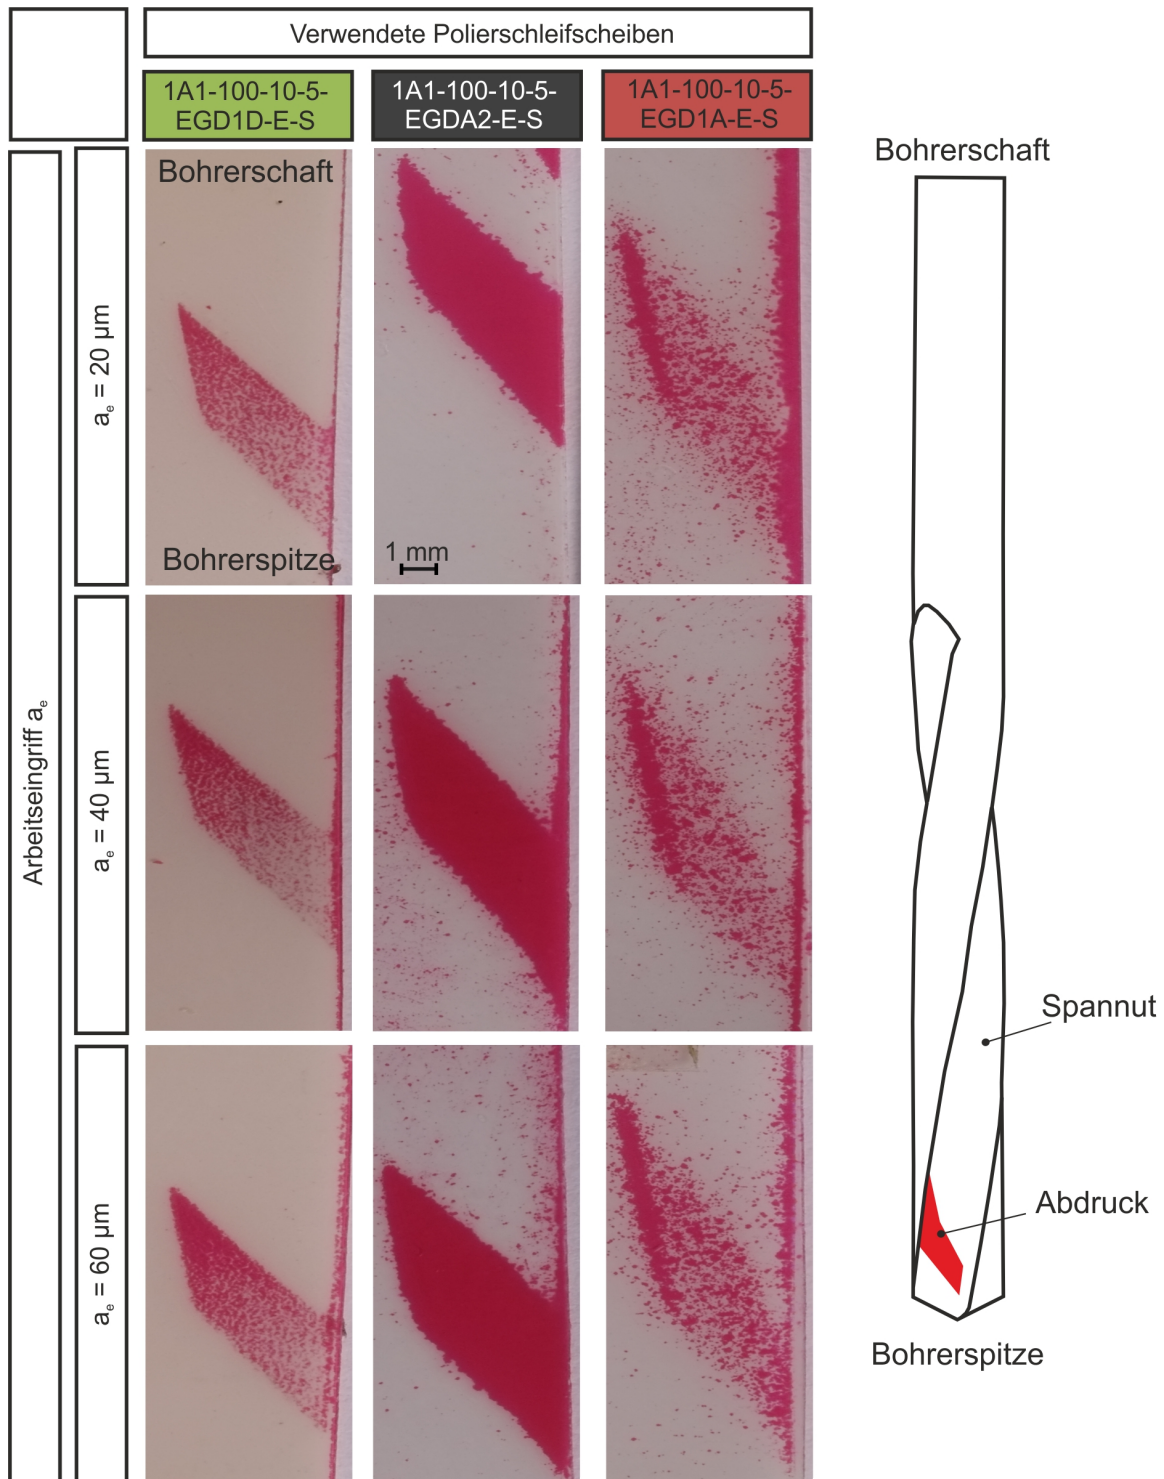 Verwendete Polierschleifscheiben
1A1-100-10-5-
EGD1D-E-S
1A1-100-10-5-
EGDA2-E-S
1A1-100-10-5-
EGD1A-E-S
Arbeitseingriff aₑ
aₑ = 20 µm
Bohrerschaft
Bohrerspitze
1 mm
aₑ = 40 µm
aₑ = 60 µm
Bohrerschaft
Spannut
Abdruck
Bohrerspitze